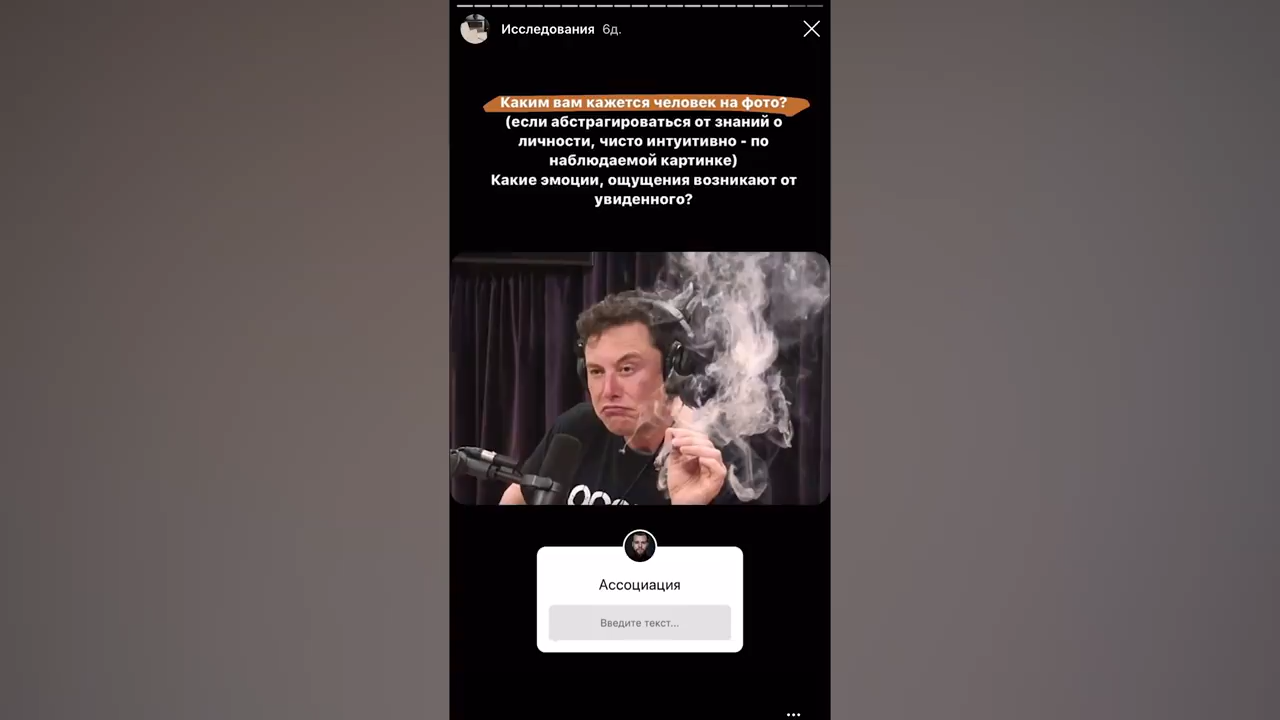 Исследования 6д.
Каким вам кажется человек на фото?
(если абстрагироваться от знаний о
личности, чисто интуитивно - по
наблюдаемой картинке)
Какие эмоции, ощущения возникают от
увиденного?
Ассоциация
Введите текст...